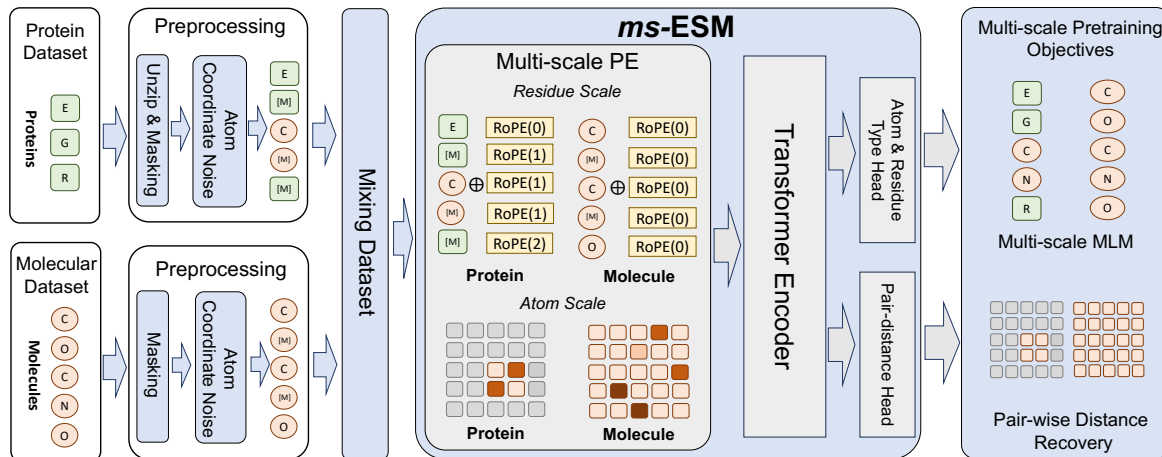 Protein
Dataset
Proteins
E
G
R
Preprocessing
Unzip & Masking
Atom
Coordinate Noise
E
[M]
C
[M]
[M]
Molecular
Dataset
Molecules
C
O
C
N
O
Preprocessing
Masking
Atom
Coordinate Noise
C
[M]
C
[M]
O
Mixing Dataset
ms-ESM
Multi-scale PE
Residue Scale
E RoPE(0) C RoPE(0)
[M] RoPE(1) [M] RoPE(0)
C ⊕ RoPE(1) C ⊕ RoPE(0)
[M] RoPE(1) [M] RoPE(0)
[M] RoPE(2) O RoPE(0)
Protein Molecule
Atom Scale
Protein Molecule
Transformer Encoder
Atom & Residue
Type Head
Pair-distance Head
Multi-scale Pretraining
Objectives
E C
G O
C C
N N
R O
Multi-scale MLM
Pair-wise Distance
Recovery